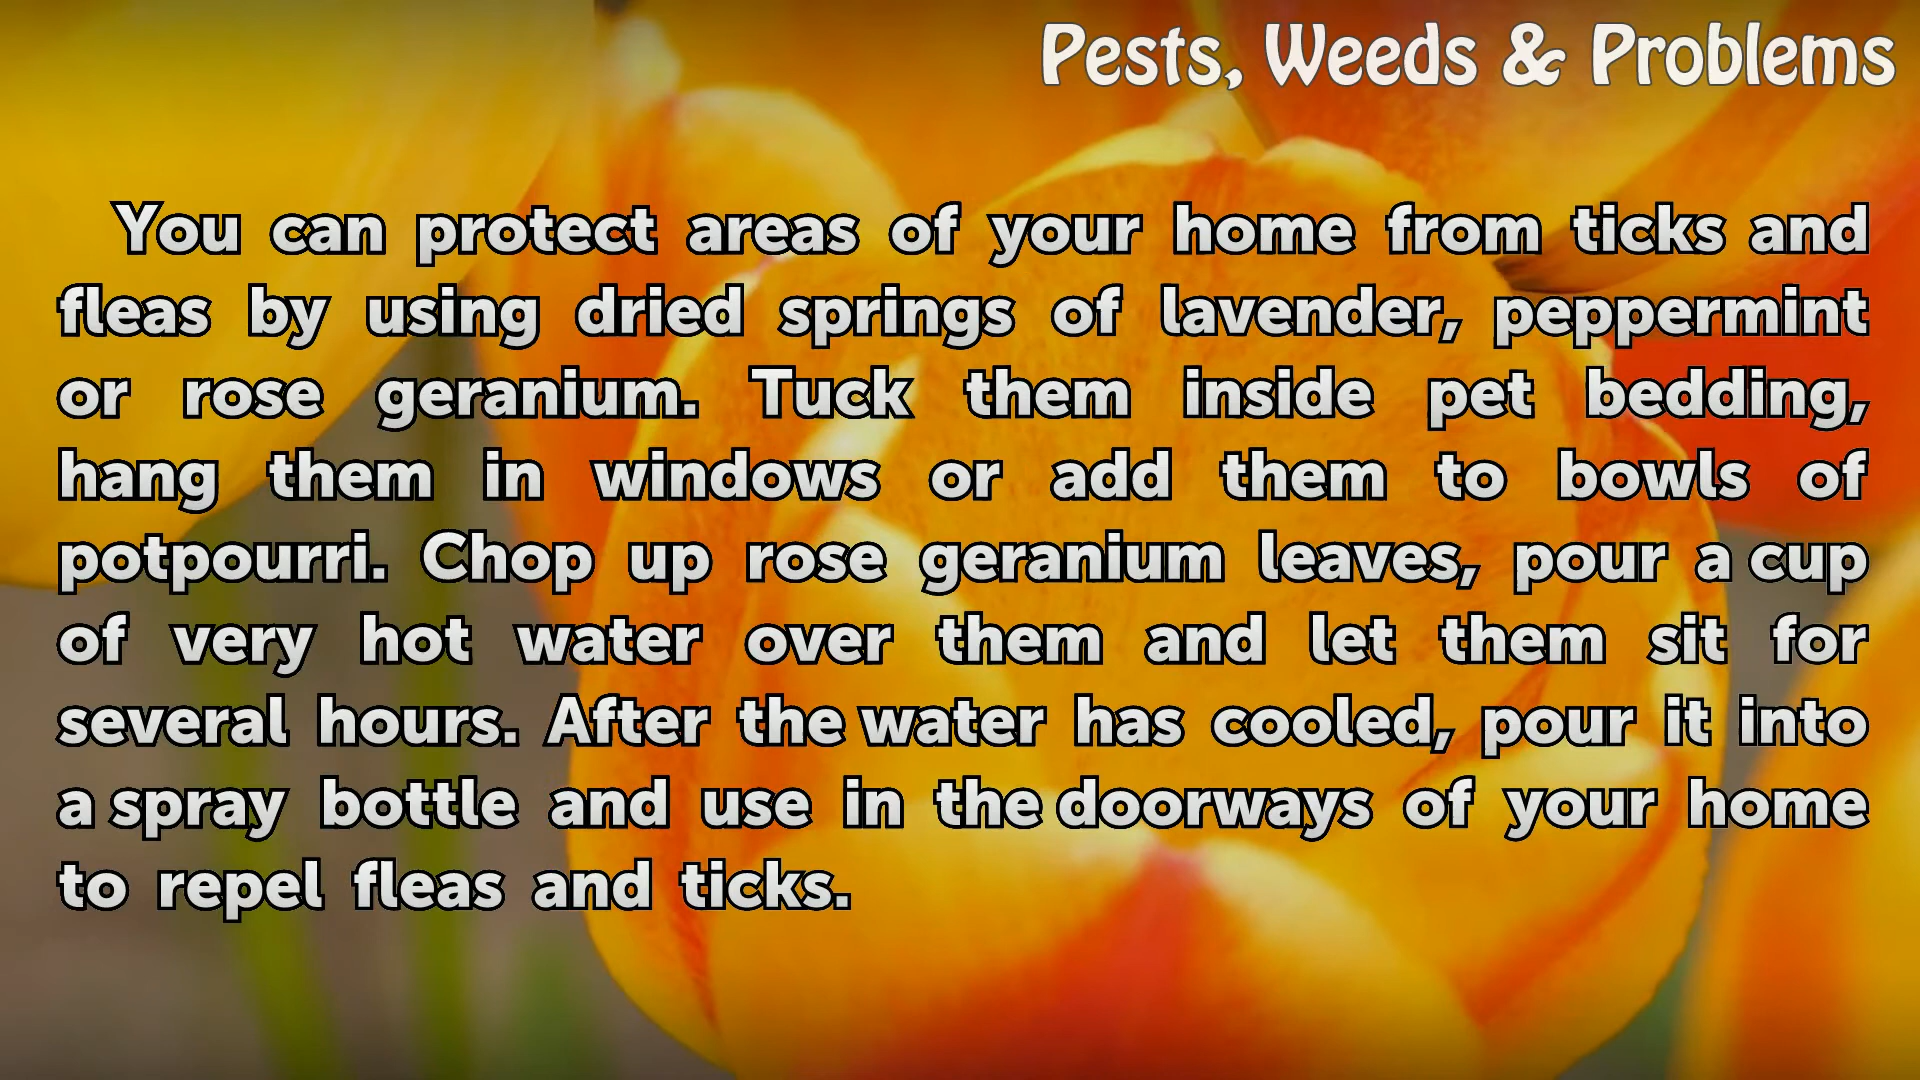 Pests, Weeds & Problems
You can protect areas of your home from ticks and
fleas by using dried springs of lavender, peppermint
or rose geranium. Tuck them inside pet bedding,
hang them in windows or add them to bowls of
potpourri. Chop up rose geranium leaves, pour a cup
of very hot water over them and let them sit for
several hours. After the water has cooled, pour it into
a spray bottle and use in the doorways of your home
to repel fleas and ticks.